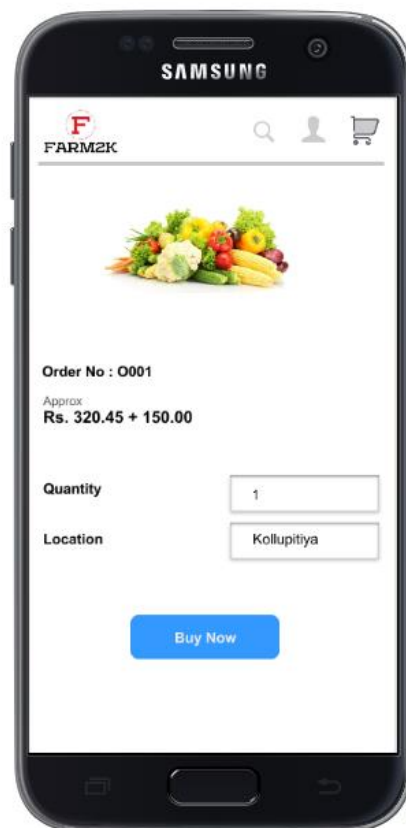 SAMSUNG
F
FARM2K
Order No : O001
Approx
Rs. 320.45 + 150.00
Quantity 1
Location Kollupitiya
Buy Now